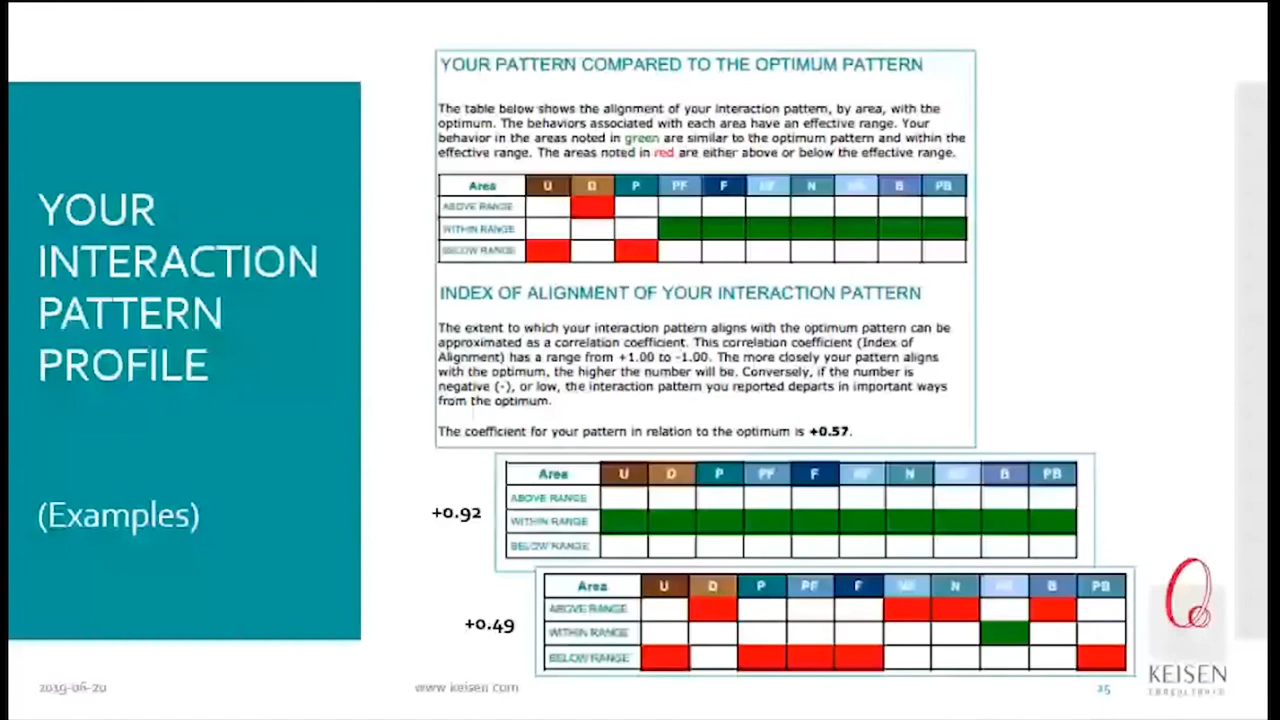 YOUR
INTERACTION
PATTERN
PROFILE
(Examples)
YOUR PATTERN COMPARED TO THE OPTIMUM PATTERN
The table below shows the alignment of your interaction pattern, by area, with the
optimum. The behaviors associated with each area have an effective range. Your
behavior in the areas noted in green are similar to the optimum pattern and within the
effective range. The areas noted in red are either above or below the effective range.
Area U D P PF F N B PB
ABOVE RANGE
WITHIN RANGE
BELOW RANGE
INDEX OF ALIGNMENT OF YOUR INTERACTION PATTERN
The extent to which your interaction pattern aligns with the optimum pattern can be
approximated as a correlation coefficient. This correlation coefficient (Index of
Alignment) has a range from +1.00 to -1.00. The more closely your pattern aligns
with the optimum, the higher the number will be. Conversely, if the number is
negative (-), or low, the interaction pattern you reported departs in important ways
from the optimum.
The coefficient for your pattern in relation to the optimum is +0.57.
+0.92
Area U D P PF F N B PB
ABOVE RANGE
WITHIN RANGE
BELOW RANGE
+0.49
Area U D P PF F N B PB
ABOVE RANGE
WITHIN RANGE
BELOW RANGE
2019-06-20
www.keisen.com
25
KEISEN